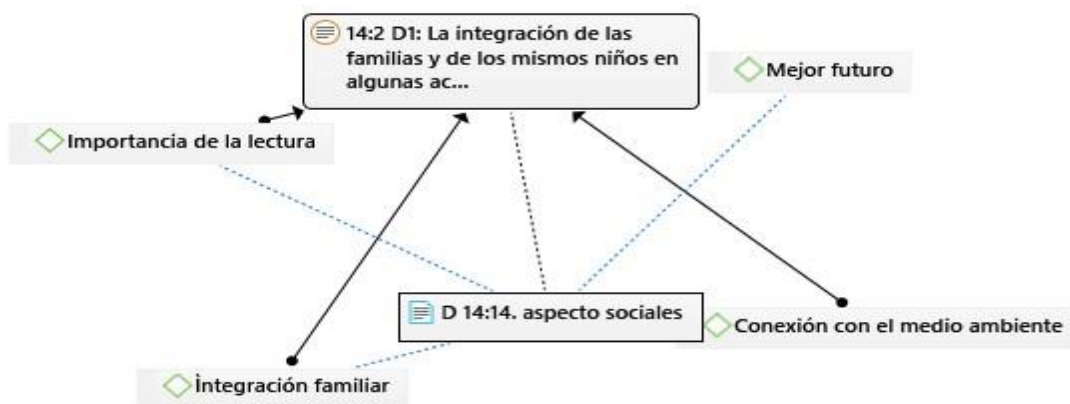 14:2 D1: La integración de las
familias y de los mismos niños en
algunas ac...
Mejor futuro
Importancia de la lectura
D 14:14. aspecto sociales
Conexión con el medio ambiente
İntegración familiar